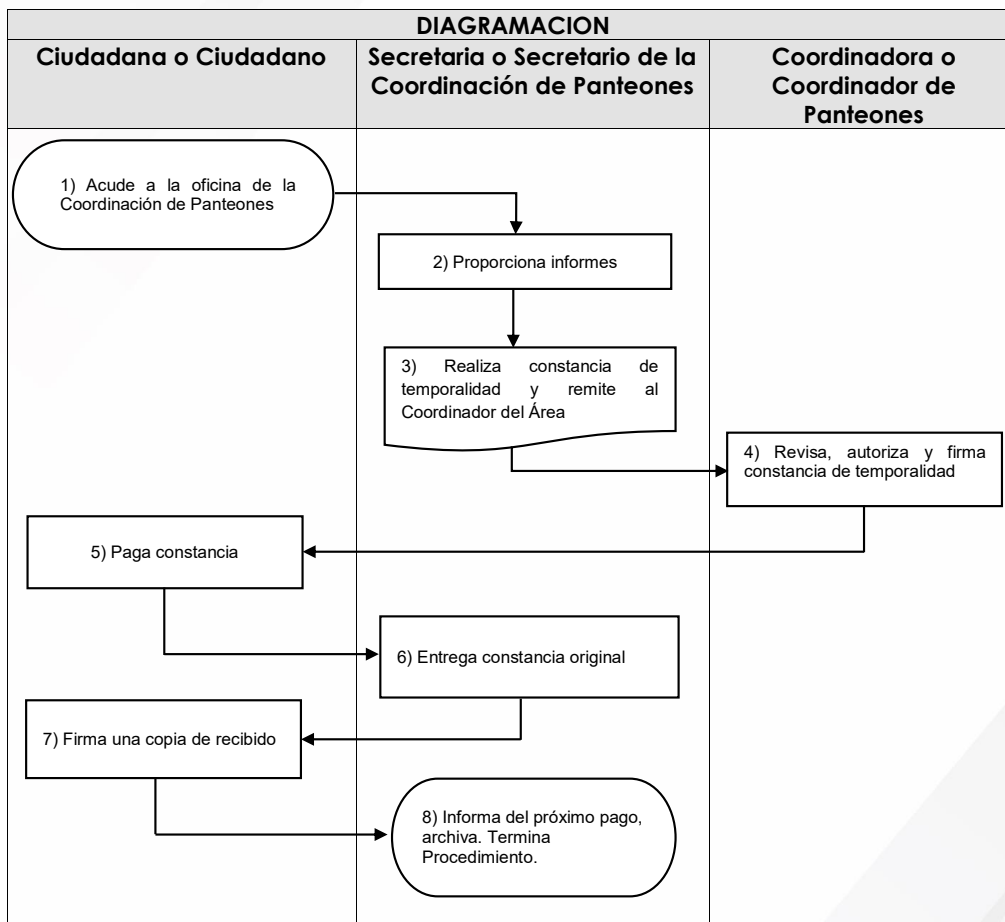 DIAGRAMACION
Ciudadana o Ciudadano
Secretaria o Secretario de la
Coordinación de Panteones
Coordinadora o
Coordinador de
Panteones
1) Acude a la oficina de la
Coordinación de Panteones
2) Proporciona informes
3) Realiza constancia de
temporalidad y remite al
Coordinador del Área
4) Revisa, autoriza y firma
constancia de temporalidad
5) Paga constancia
6) Entrega constancia original
7) Firma una copia de recibido
8) Informa del próximo pago,
archiva. Termina
Procedimiento.